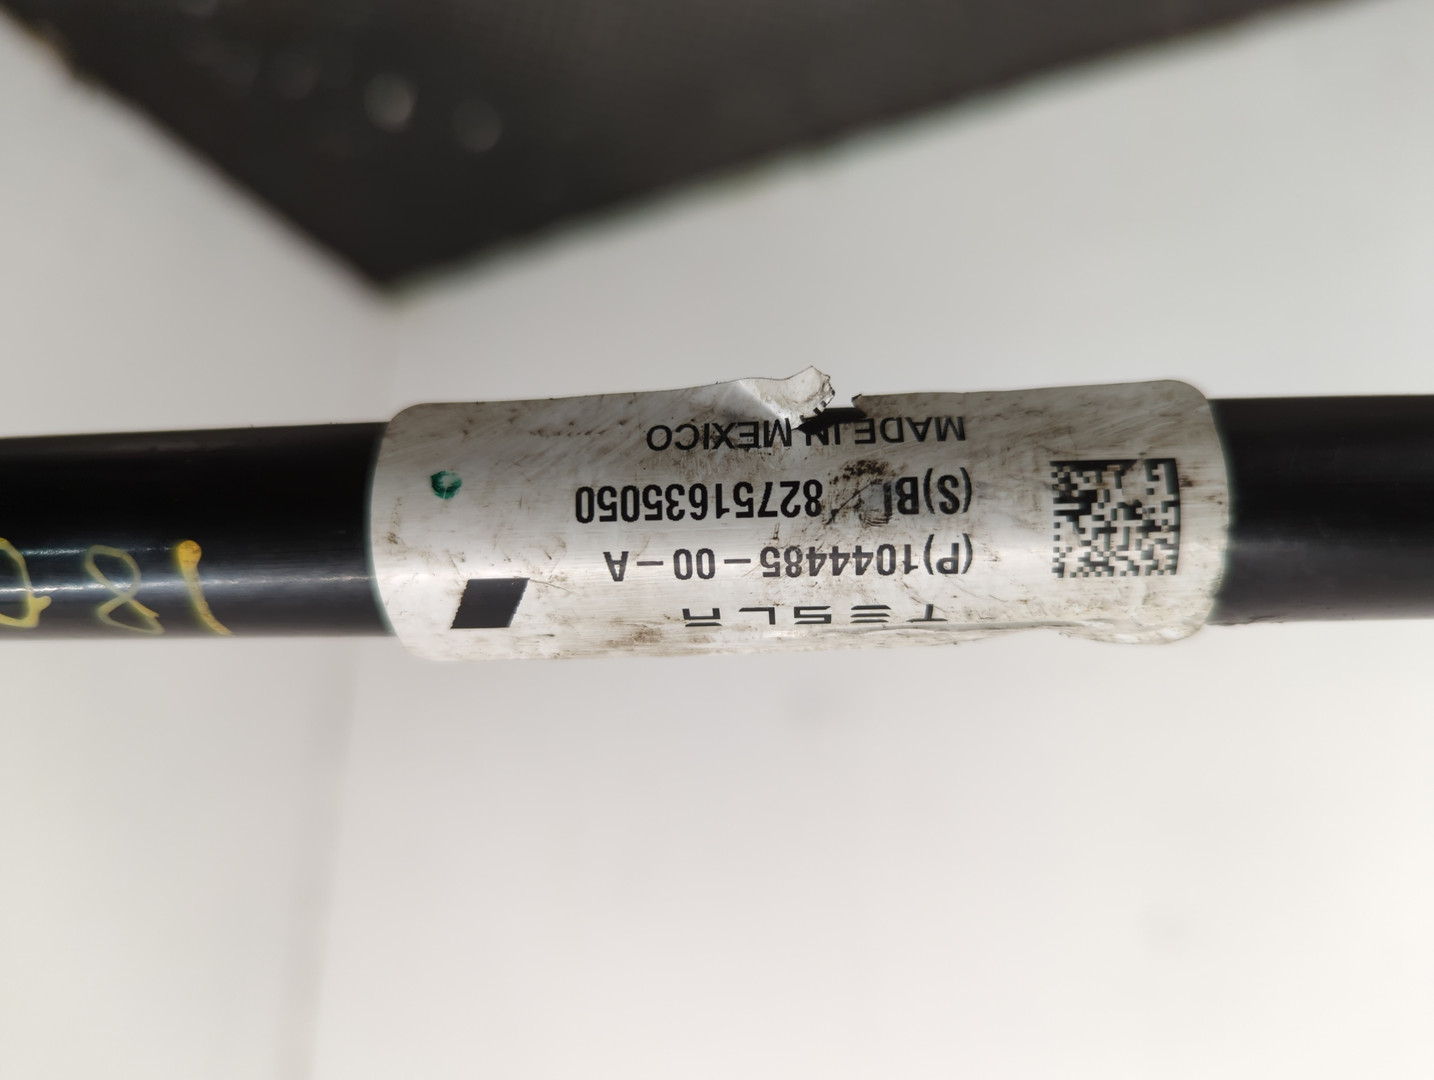 TESLA
(P)1044485-00-A
82751635050
MADE IN MEXICO